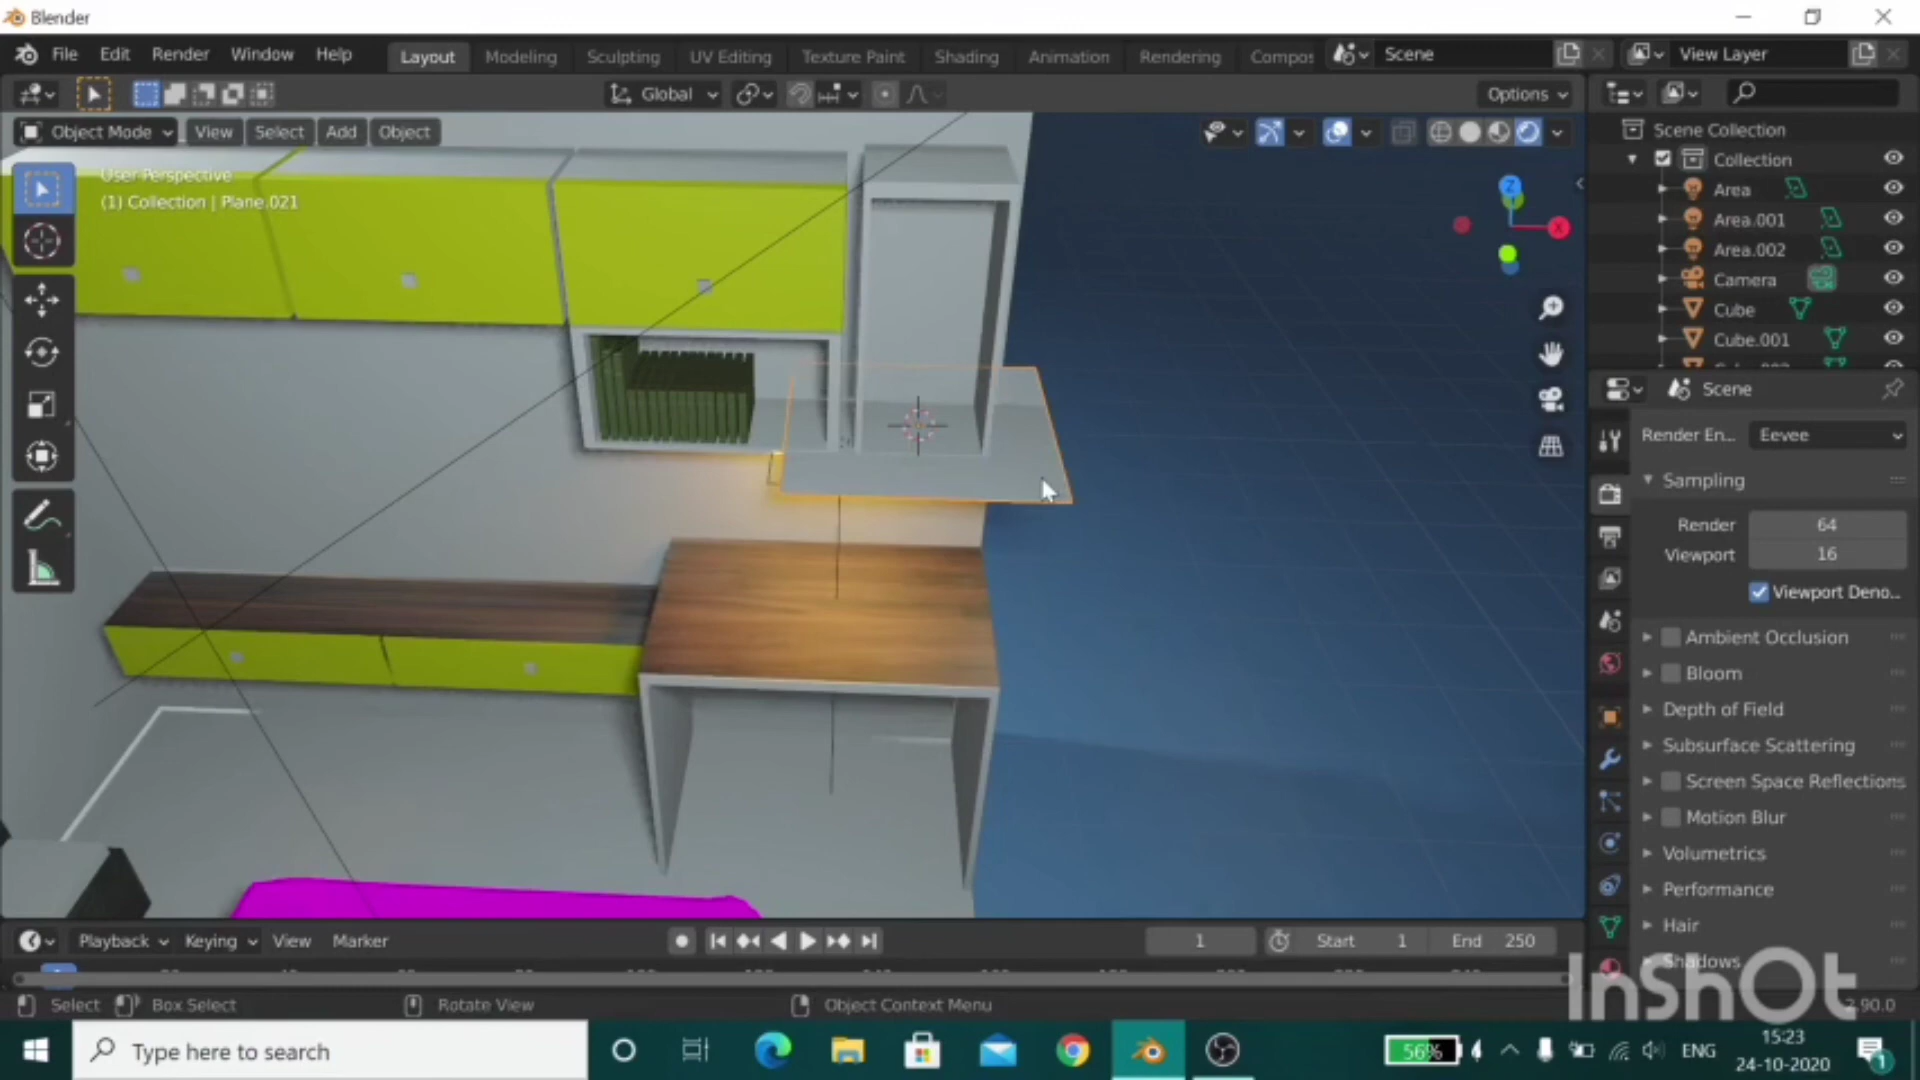 Blender
File Edit Render Window Help Layout Modeling Sculpting UV Editing Texture Paint Shading Animation Rendering Compos Scene View Layer
Global Options
Object Mode View Select Add Object
User Perspective
(1) Collection | Plane.021
Z
X
Scene Collection
Collection
Area
Area.001
Area.002
Camera
Cube
Cube.001
Scene
Render En... Eevee
Sampling
Render 64
Viewport 16
Viewport Deno...
Ambient Occlusion
Bloom
Depth of Field
Subsurface Scattering
Screen Space Reflections
Motion Blur
Volumetrics
Performance
Hair
Shadows
Playback Keying View Marker 1 Start 1 End 250
Select Box Select Rotate View Object Context Menu 2.90.0
InShOt
Type here to search
56%
ENG
15:23
24-10-2020
1